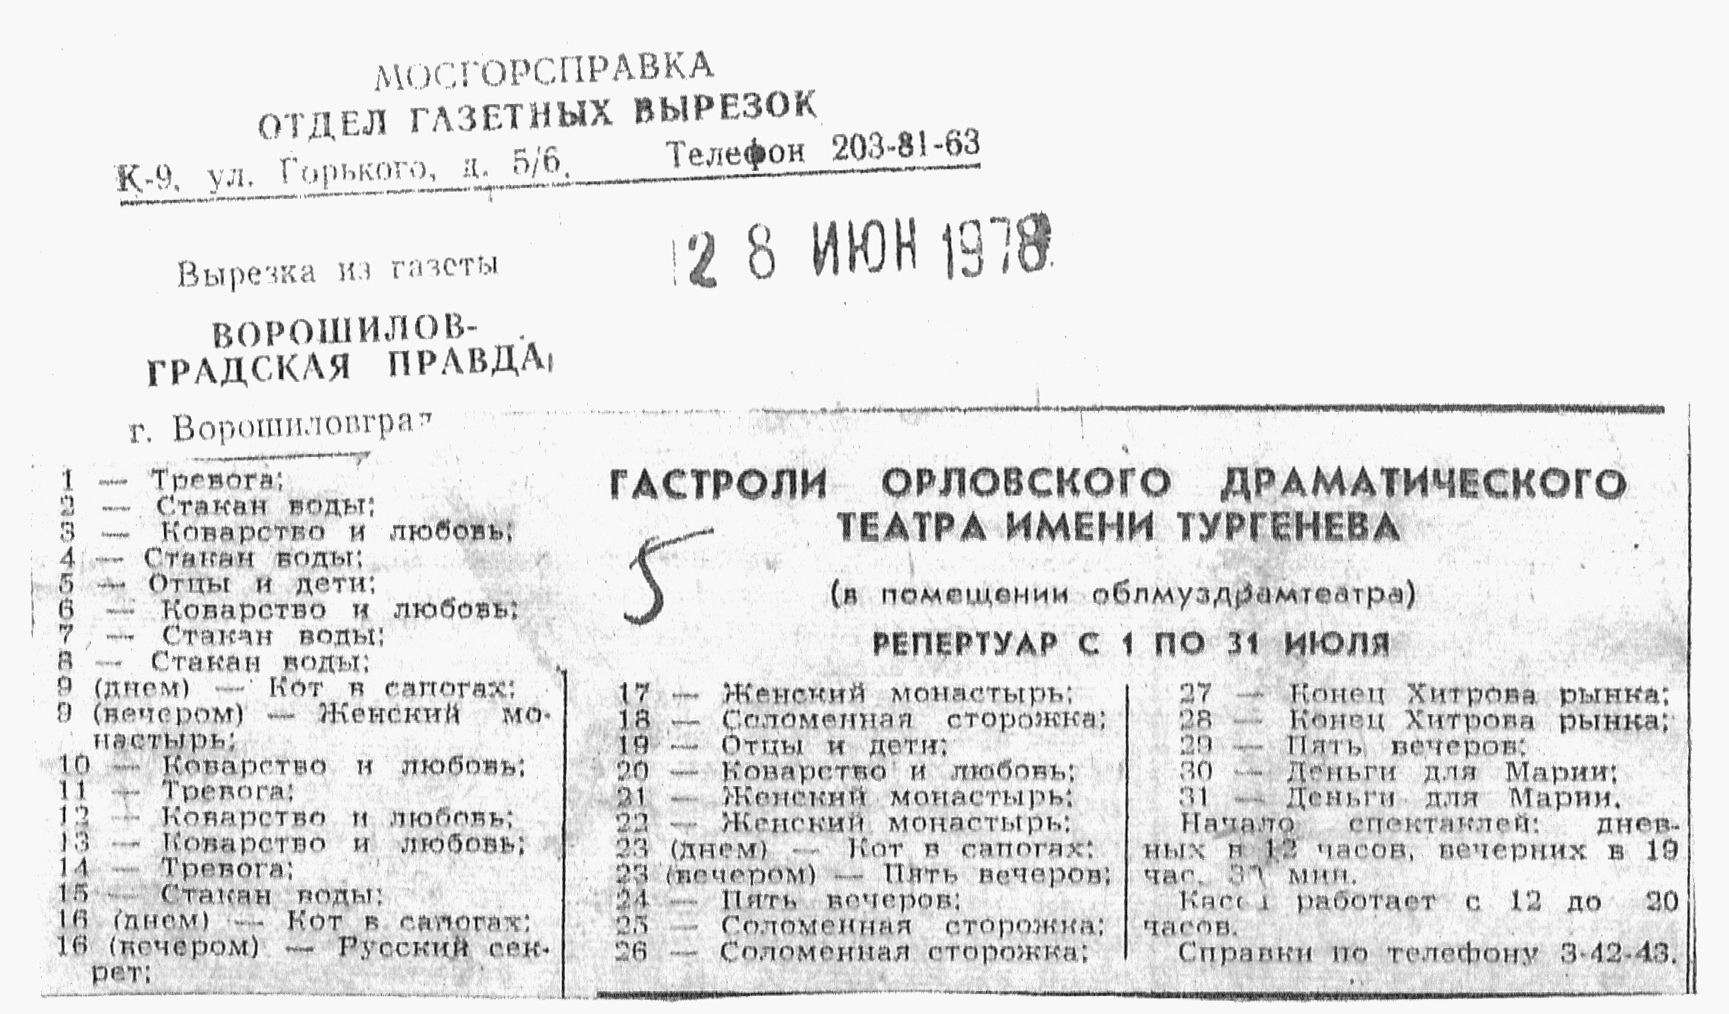 МОСГОРСПРАВКА
ОТДЕЛ ГАЗЕТНЫХ ВЫРЕЗОК
К-9, ул. Горького, д. 5/6. Телефон 203-81-63
28 ИЮН 1978
Вырезка из газеты
ВОРОШИЛОВ-
ГРАДСКАЯ ПРАВДА
г. Ворошиловград
ГАСТРОЛИ ОРЛОВСКОГО ДРАМАТИЧЕСКОГО
ТЕАТРА ИМЕНИ ТУРГЕНЕВА
5
(в помещении облмуздрамтеатра)
РЕПЕРТУАР С 1 ПО 31 ИЮЛЯ
1 — Тревога;
2 — Стакан воды;
3 — Коварство и любовь;
4 — Стакан воды;
5 — Отцы и дети;
6 — Коварство и любовь;
7 — Стакан воды;
8 — Стакан воды;
9 (днем) — Кот в сапогах;
9 (вечером) — Женский мо-
настырь;
10 — Коварство и любовь;
11 — Тревога;
12 — Коварство и любовь;
13 — Коварство и любовь;
14 — Тревога;
15 — Стакан воды;
16 (днем) — Кот в сапогах;
16 (вечером) — Русский сек-
рет;
17 — Женский монастырь;
18 — Соломенная сторожка;
19 — Отцы и дети;
20 — Коварство и любовь;
21 — Женский монастырь;
22 — Женский монастырь;
23 (днем) — Кот в сапогах;
23 (вечером) — Пять вечеров;
24 — Пять вечеров;
25 — Соломенная сторожка;
26 — Соломенная сторожка;
27 — Конец Хитрова рынка;
28 — Конец Хитрова рынка;
29 — Пять вечеров;
30 — Деньги для Марии;
31 — Деньги для Марии.
Начало спектаклей: днев-
ных в 12 часов, вечерних в 19
час. 30 мин.
Касса работает с 12 до 20
часов.
Справки по телефону 3-42-43.